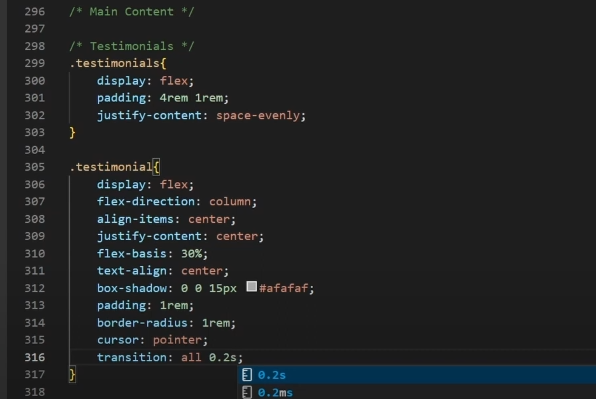 296 /* Main Content */
297
298 /* Testimonials */
299 .testimonials{
300 display: flex;
301 padding: 4rem 1rem;
302 justify-content: space-evenly;
303 }
304
305 .testimonial{
306 display: flex;
307 flex-direction: column;
308 align-items: center;
309 justify-content: center;
310 flex-basis: 30%;
311 text-align: center;
312 box-shadow: 0 0 15px #afafaf;
313 padding: 1rem;
314 border-radius: 1rem;
315 cursor: pointer;
316 transition: all 0.2s;
317 }
0.2s
318
0.2ms